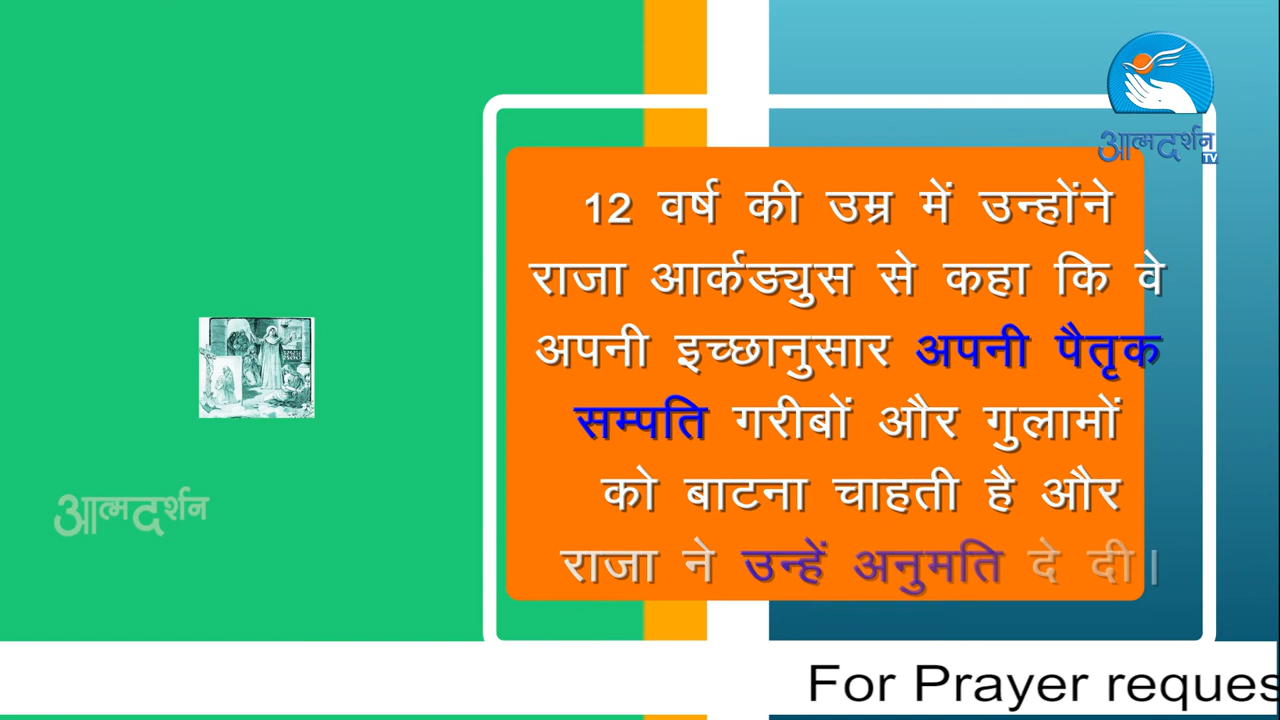 आत्मदर्शन
TV
12 वर्ष की उम्र में उन्होंने
राजा आर्कड्युस से कहा कि वे
अपनी इच्छानुसार अपनी पैतृक
सम्पति गरीबों और गुलामों
को बाटना चाहती है और
राजा ने उन्हें अनुमति दे दी।
आत्मदर्शन
For Prayer reques